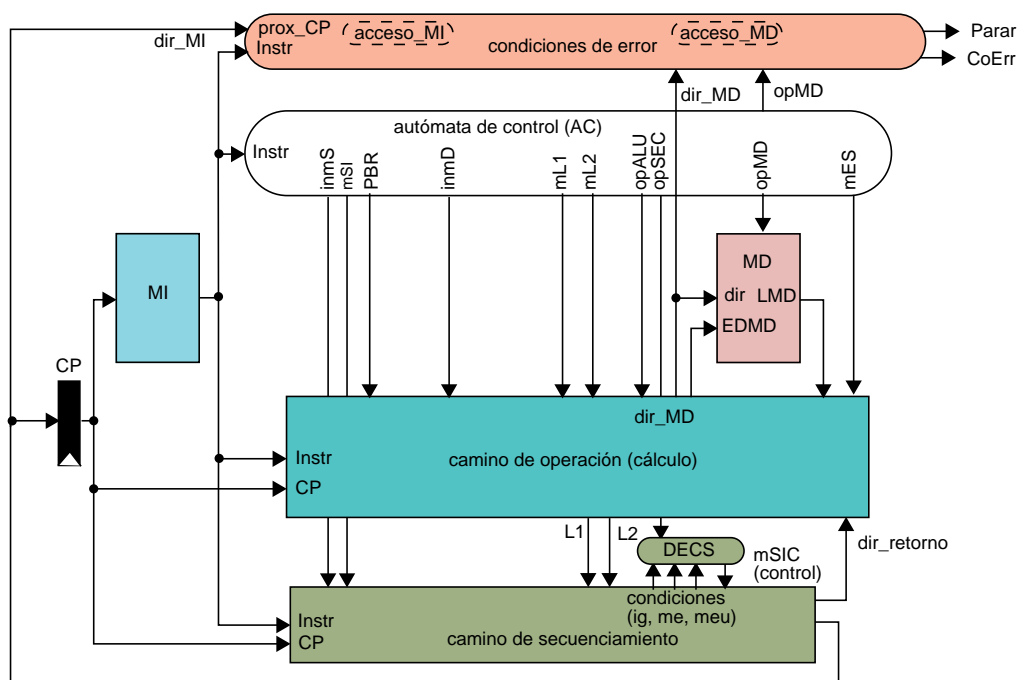 prox_CP
acceso_MI
acceso_MD
Parar
dir_MI
Instr
condiciones de error
CoErr
dir_MD
opMD
autómata de control (AC)
Instr
inmS
mSI
PBR
inmD
mL1
mL2
opALU
opSEC
opMD
mES
MD
MI
dir LMD
EDMD
CP
dir_MD
Instr
camino de operación (cálculo)
CP
L1
L2
DECS
mSIC
(control)
dir_retorno
condiciones
(ig, me, meu)
Instr
camino de secuenciamiento
CP